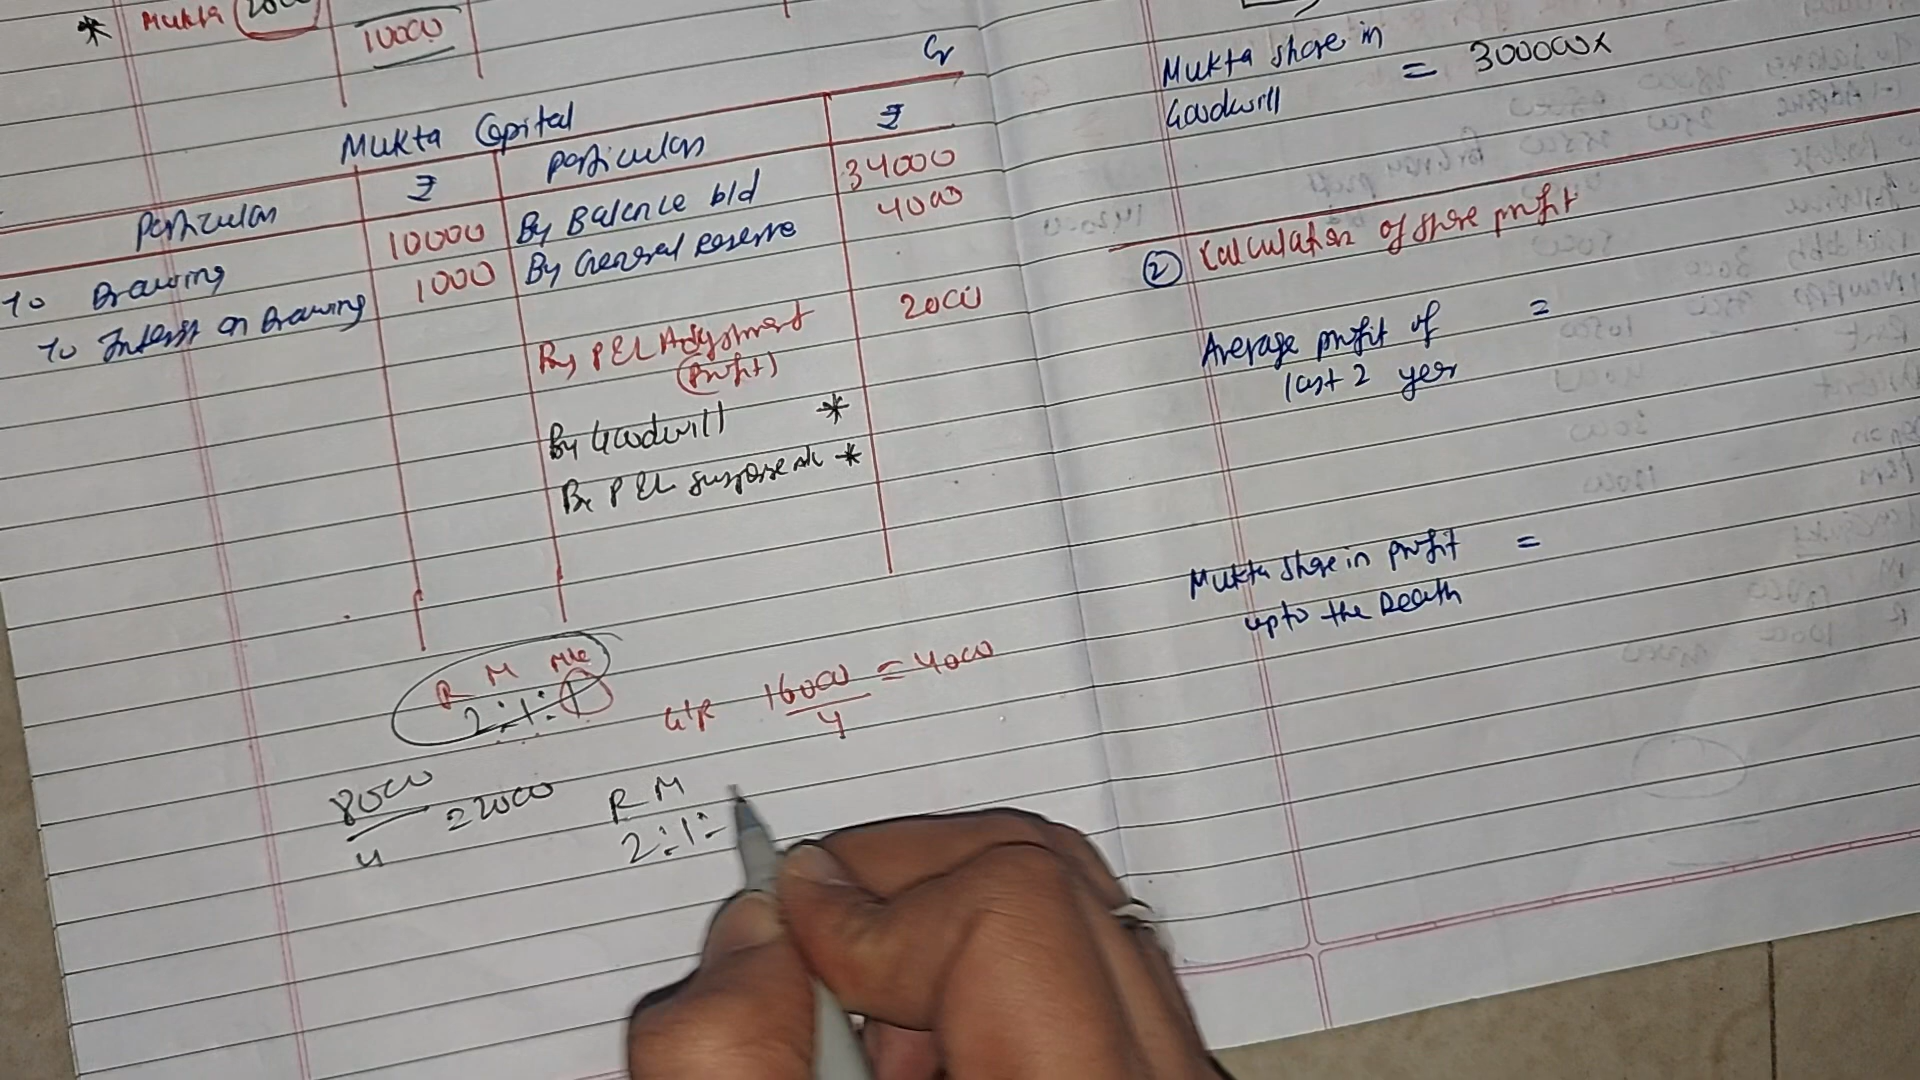 * Mukta
10000
Cr
Mukta Capital
Particulars ₹ Particulars ₹
To Drawing 10000 By Balance b/d 34000
To Interest on Drawing 1000 By General Reserve 4000
By P&L Adjustment 2000
(Profit)
By Goodwill *
By P&L Suspense A/c *
R M
2:1:1
G/R 16000/4 = 4000
8000/4 = 2000
R M
2:1:
Mukta share in
Goodwill = 300000x
② Calculation of share profit
Average profit of =
last 2 year
Mukta share in profit =
upto the Death